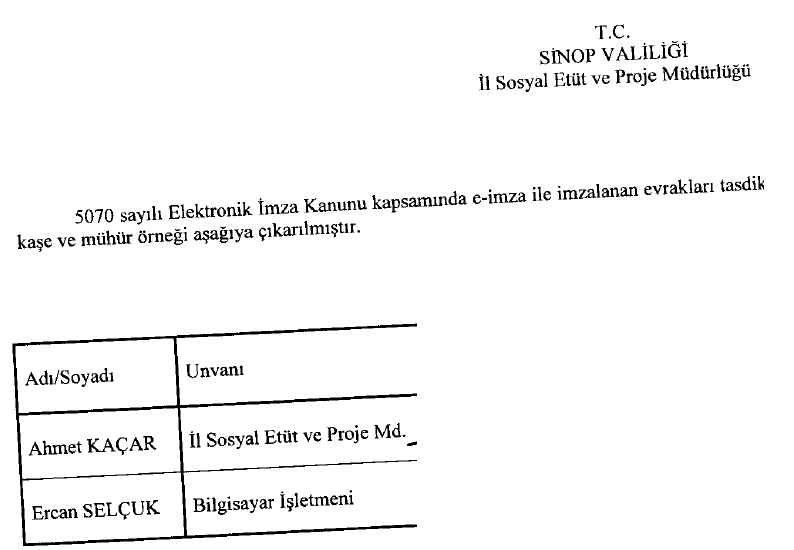 T.C.
SİNOP VALİLİĞİ
İl Sosyal Etüt ve Proje Müdürlüğü
5070 sayılı Elektronik İmza Kanunu kapsamında e-imza ile imzalanan evrakları tasdik
kaşe ve mühür örneği aşağıya çıkarılmıştır.
Adı/Soyadı Unvanı
Ahmet KAÇAR İl Sosyal Etüt ve Proje Md.
Ercan SELÇUK Bilgisayar İşletmeni